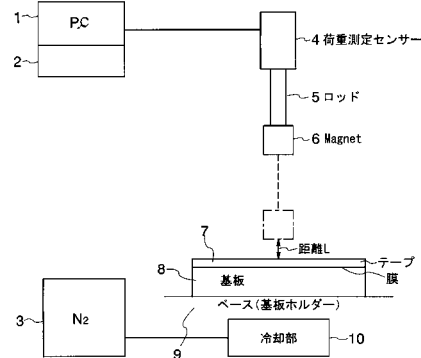 1
PC
2
4 荷重測定センサー
5 ロッド
6 Magnet
7
距離L
テープ
膜
8
基板
ベース(基板ホルダー)
3
N2
9
冷却部
10